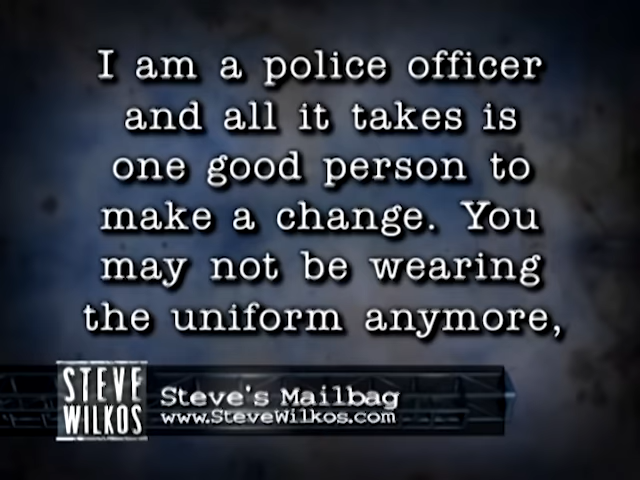 I am a police officer
and all it takes is
one good person to
make a change. You
may not be wearing
the uniform anymore,
STEVE
WILKOS
Steve's Mailbag
www.SteveWilkos.com